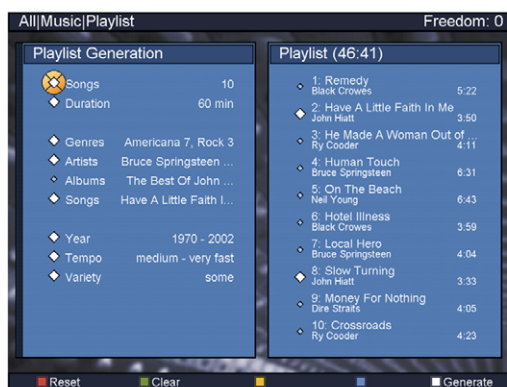 All|Music|Playlist
Freedom: 0
Playlist Generation
Songs 10
Duration 60 min
Genres Americana 7, Rock 3
Artists Bruce Springsteen ...
Albums The Best Of John ...
Songs Have A Little Faith I...
Year 1970 - 2002
Tempo medium - very fast
Variety some
Playlist (46:41)
1: Remedy
Black Crowes 5:22
2: Have A Little Faith In Me
John Hiatt 3:50
3: He Made A Woman Out of ...
Ry Cooder 4:11
4: Human Touch
Bruce Springsteen 6:31
5: On The Beach
Neil Young 6:43
6: Hotel Illness
Black Crowes 3:59
7: Local Hero
Bruce Springsteen 4:04
8: Slow Turning
John Hiatt 3:33
9: Money For Nothing
Dire Straits 4:05
10: Crossroads
Ry Cooder 4:23
Reset Clear Generate